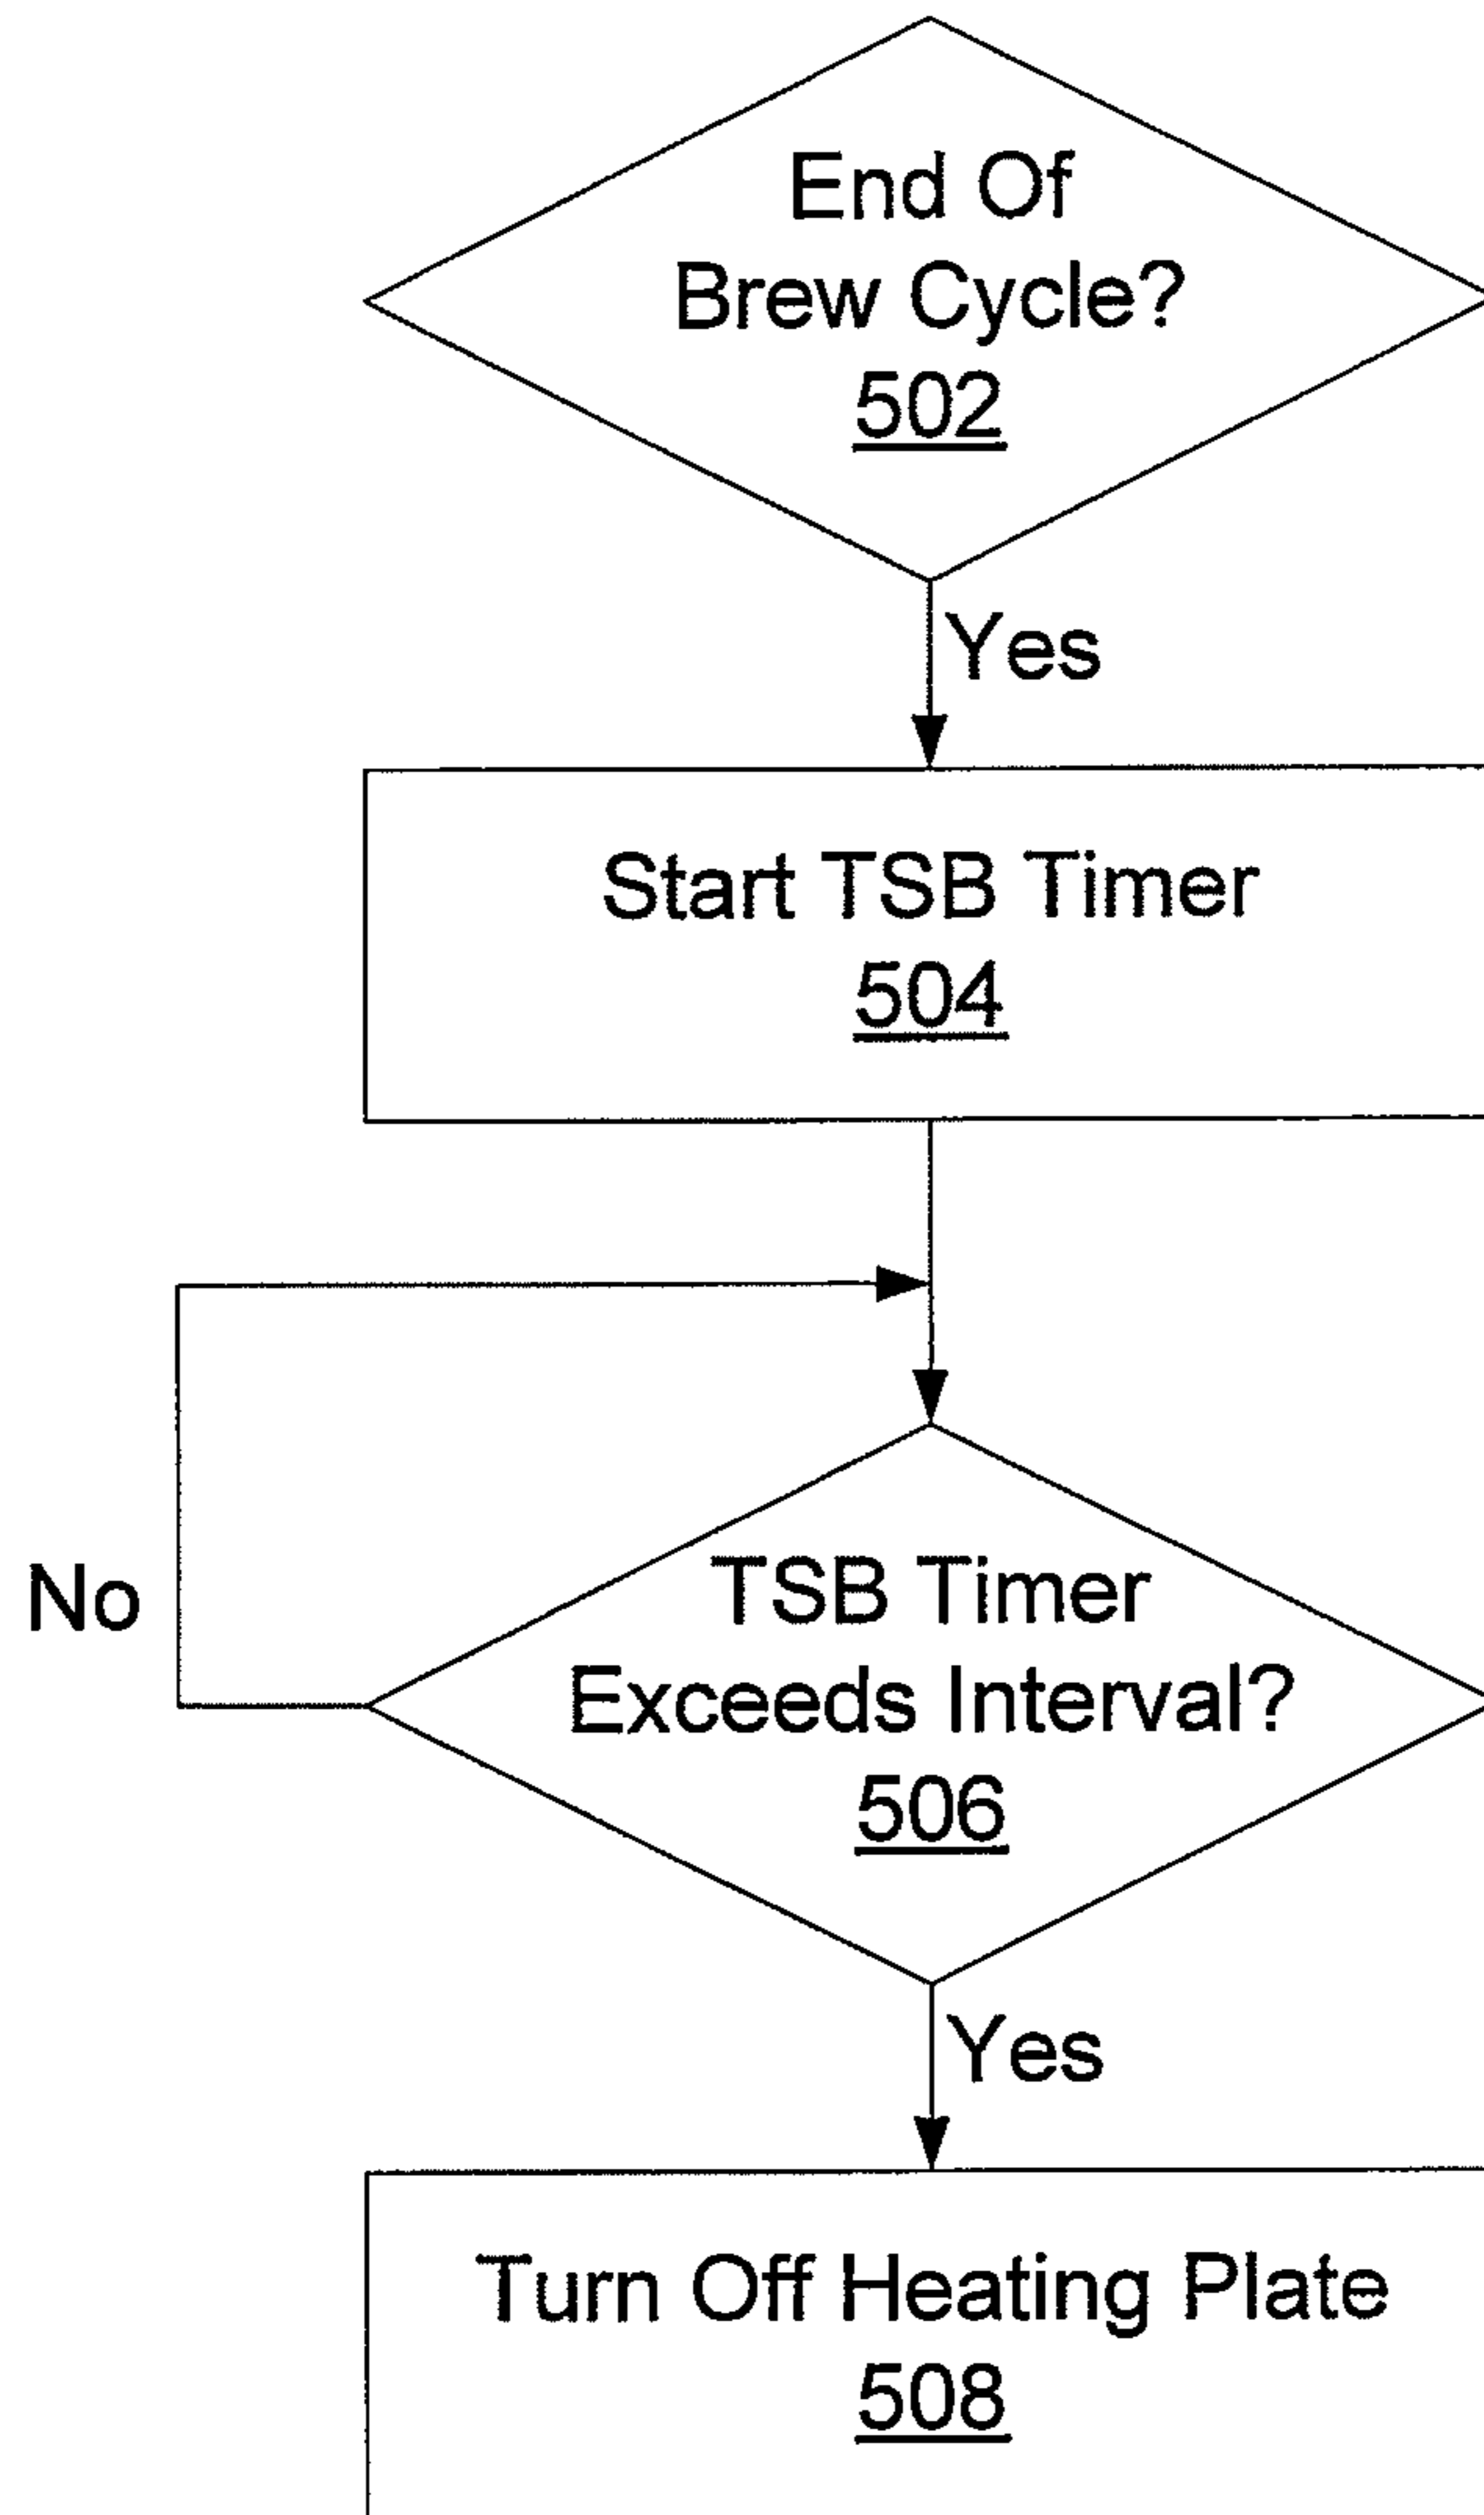 End Of
Brew Cycle?
502
Yes
Start TSB Timer
504
No
TSB Timer
Exceeds Interval?
506
Yes
Turn Off Heating Plate
508